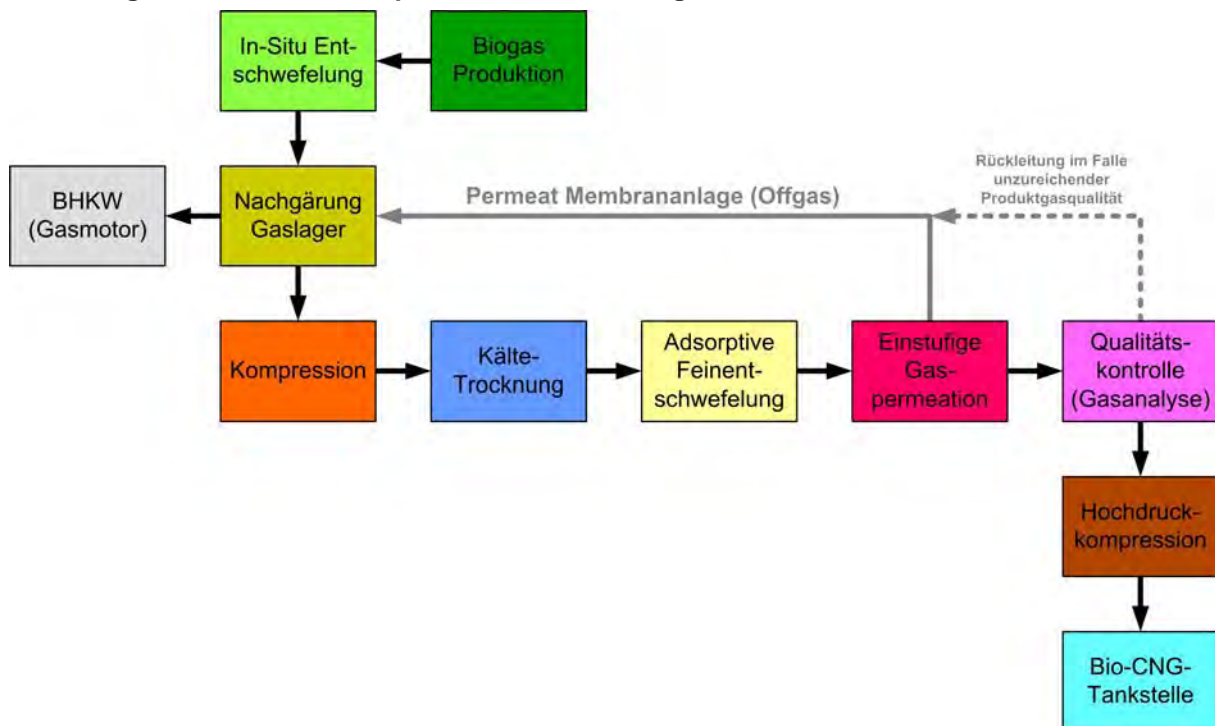 In-Situ Ent-
schwefelung
Biogas
Produktion
BHKW
(Gasmotor)
Nachgärung
Gaslager
Permeat Membrananlage (Offgas)
Rückleitung im Falle
unzureichender
Produktgasqualität
Kompression
Kälte-
Trocknung
Adsorptive
Feinent-
schwefelung
Einstufige
Gas-
permeation
Qualitäts-
kontrolle
(Gasanalyse)
Hochdruck-
kompression
Bio-CNG-
Tankstelle